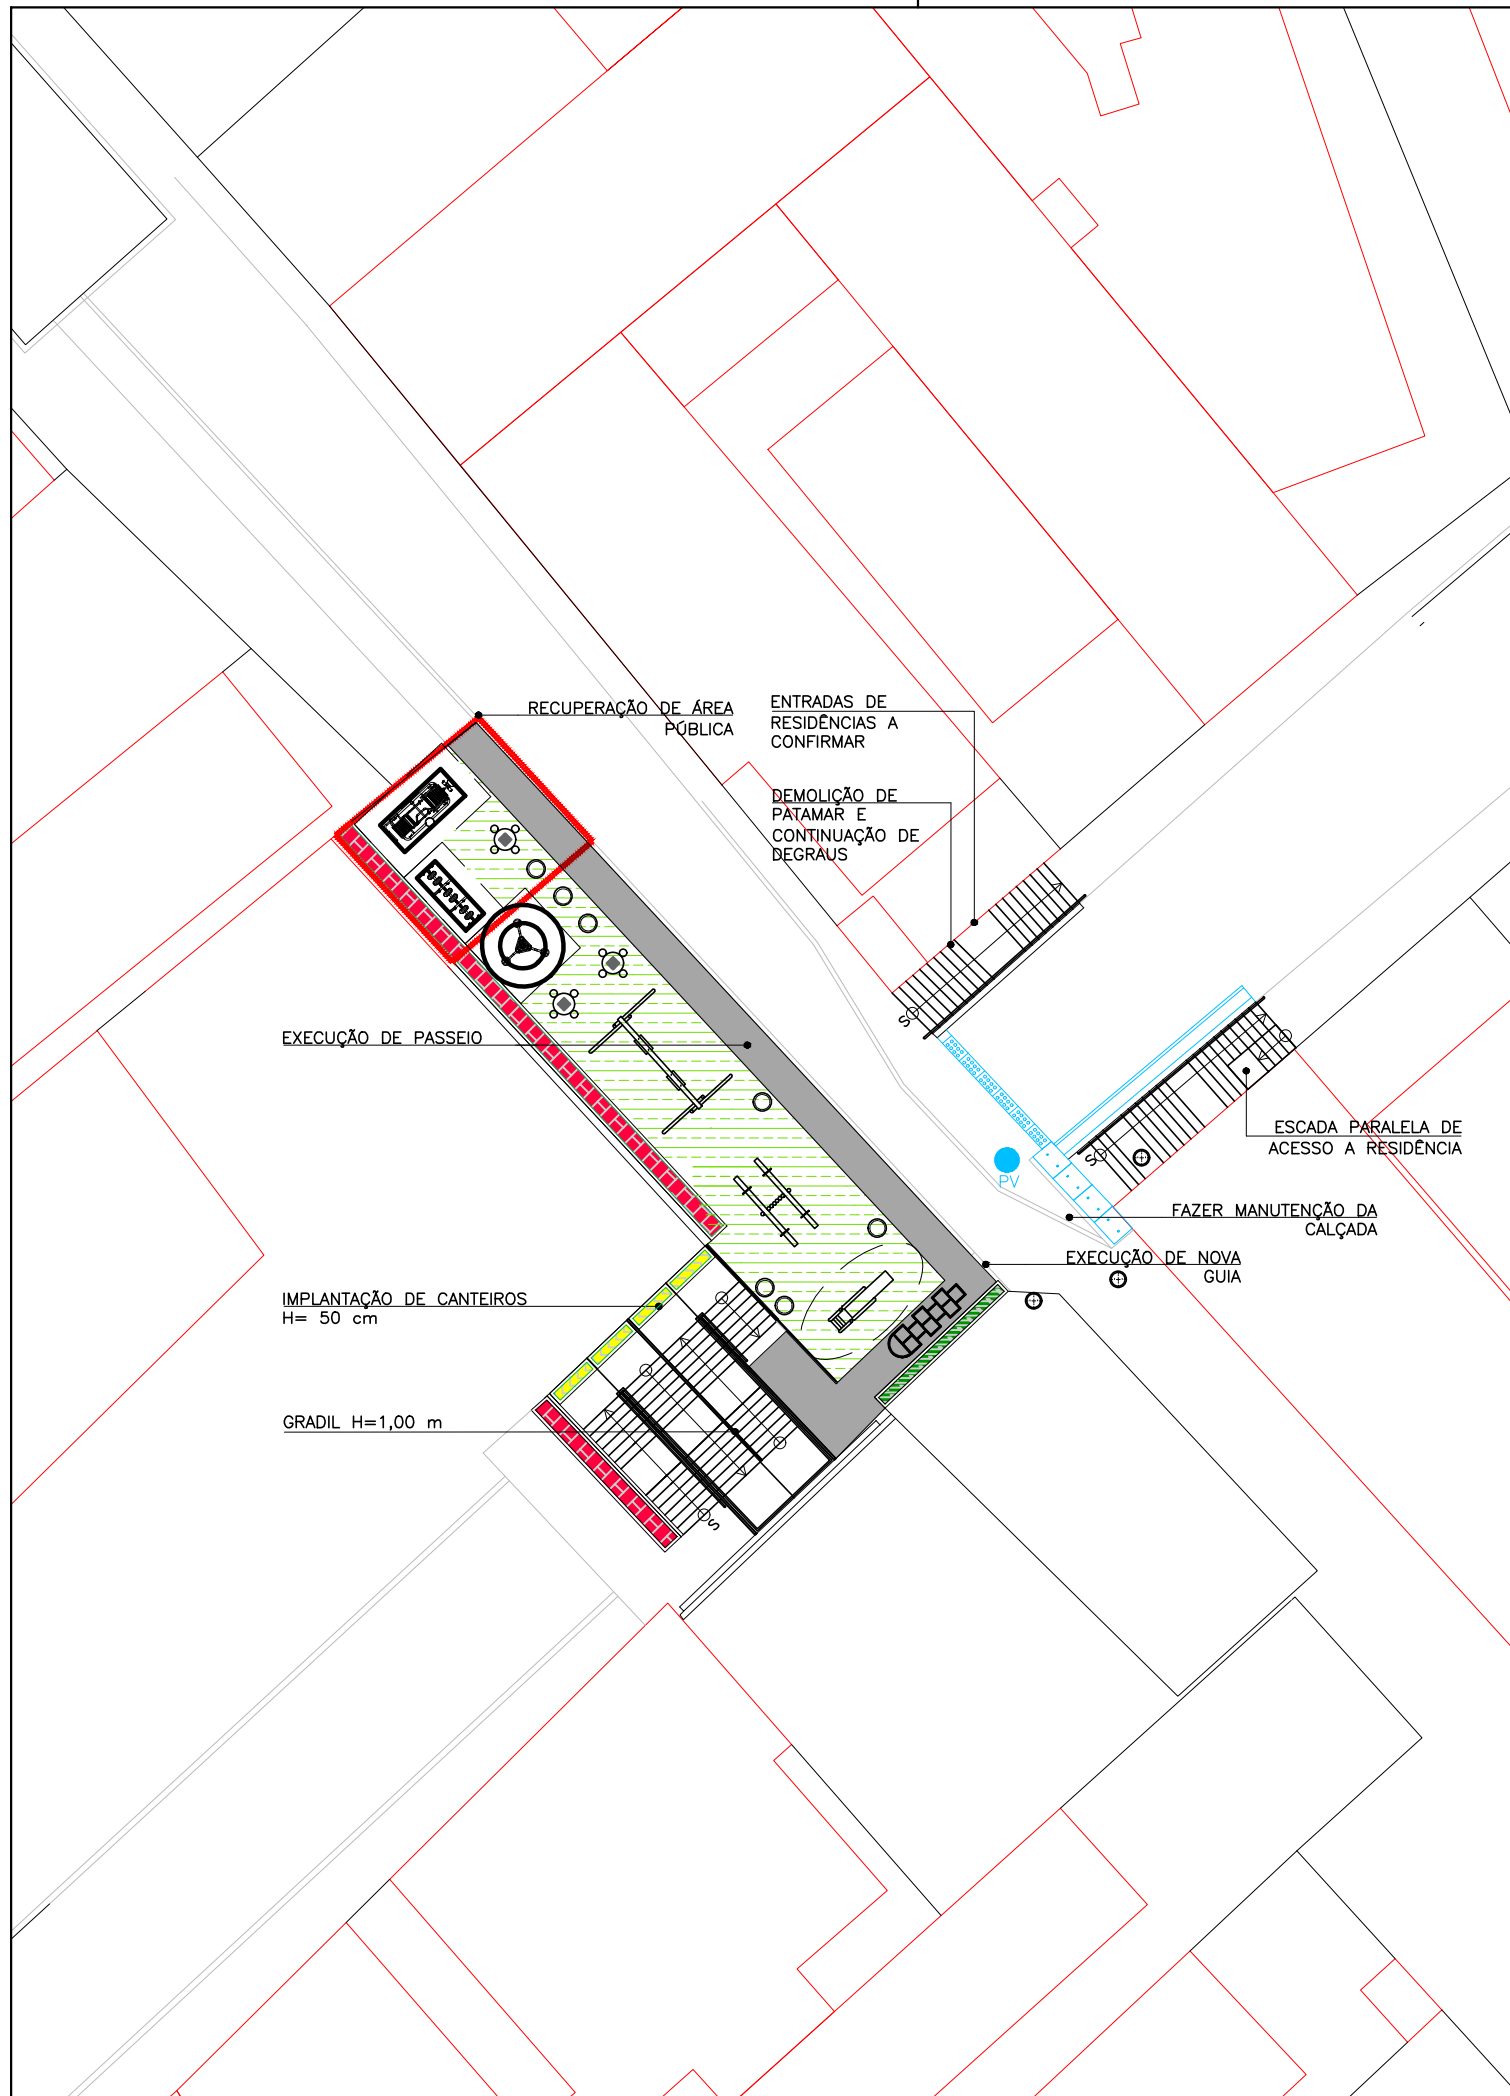 RECUPERAÇÃO DE ÁREA
PÚBLICA
ENTRADAS DE
RESIDÊNCIAS A
CONFIRMAR
DEMOLIÇÃO DE
PATAMAR E
CONTINUAÇÃO DE
DEGRAUS
S
EXECUÇÃO DE PASSEIO
ESCADA PARALELA DE
ACESSO A RESIDÊNCIA
S
PV
FAZER MANUTENÇÃO DA
CALÇADA
EXECUÇÃO DE NOVA
GUIA
IMPLANTAÇÃO DE CANTEIROS
H= 50 cm
GRADIL H=1,00 m
S